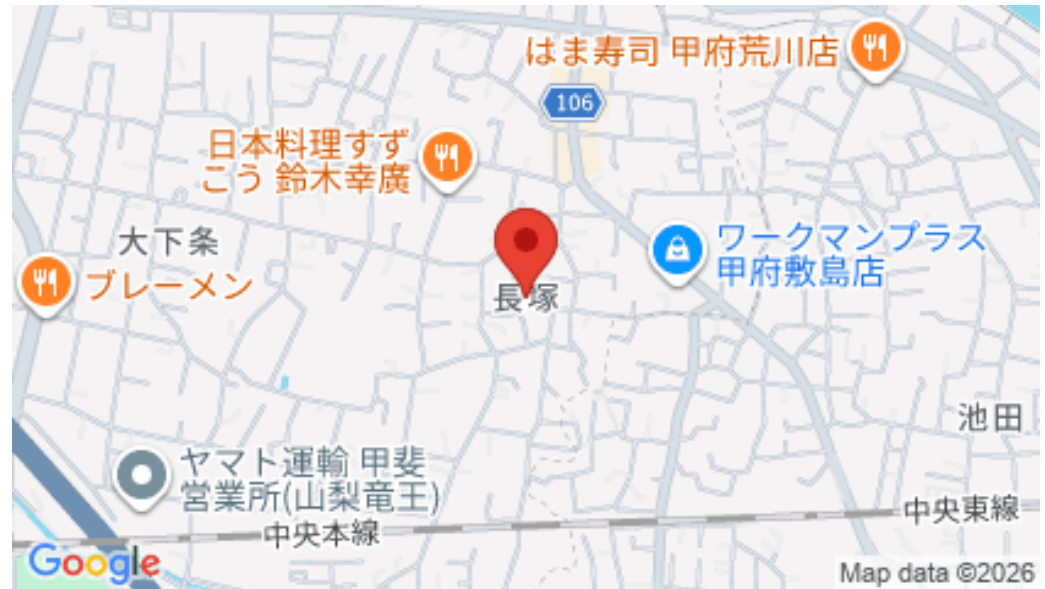 はま寿司 甲府荒川店
106
日本料理すず
こう 鈴木幸廣
大下条
ブレーメン
ワークマンプラス
甲府敷島店
長塚
池田
ヤマト運輸 甲斐
営業所(山梨竜王)
中央東線
中央本線
Google
Map data ©2026